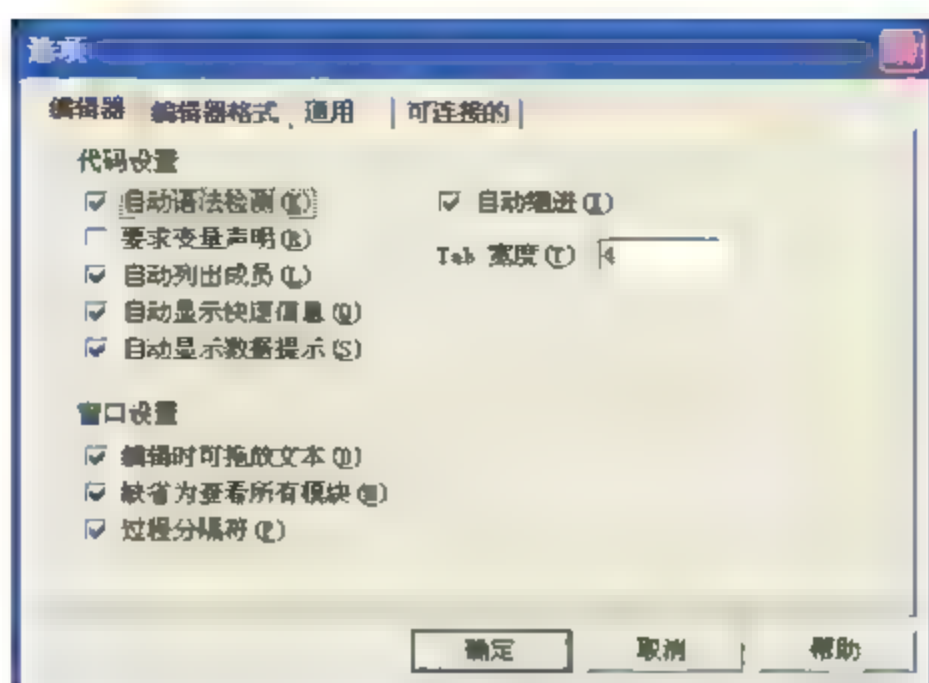 选项
编辑器 编辑器格式 通用 可连接的
代码设置
自动语法检测(K)
要求变量声明(R)
自动列出成员(L)
自动显示快速信息(Q)
自动显示数据提示(S)
自动缩进(I)
Tab 宽度(T) 4
窗口设置
编辑时可拖放文本(D)
缺省为查看所有模块(M)
过程分隔符(P)
确定 取消 帮助